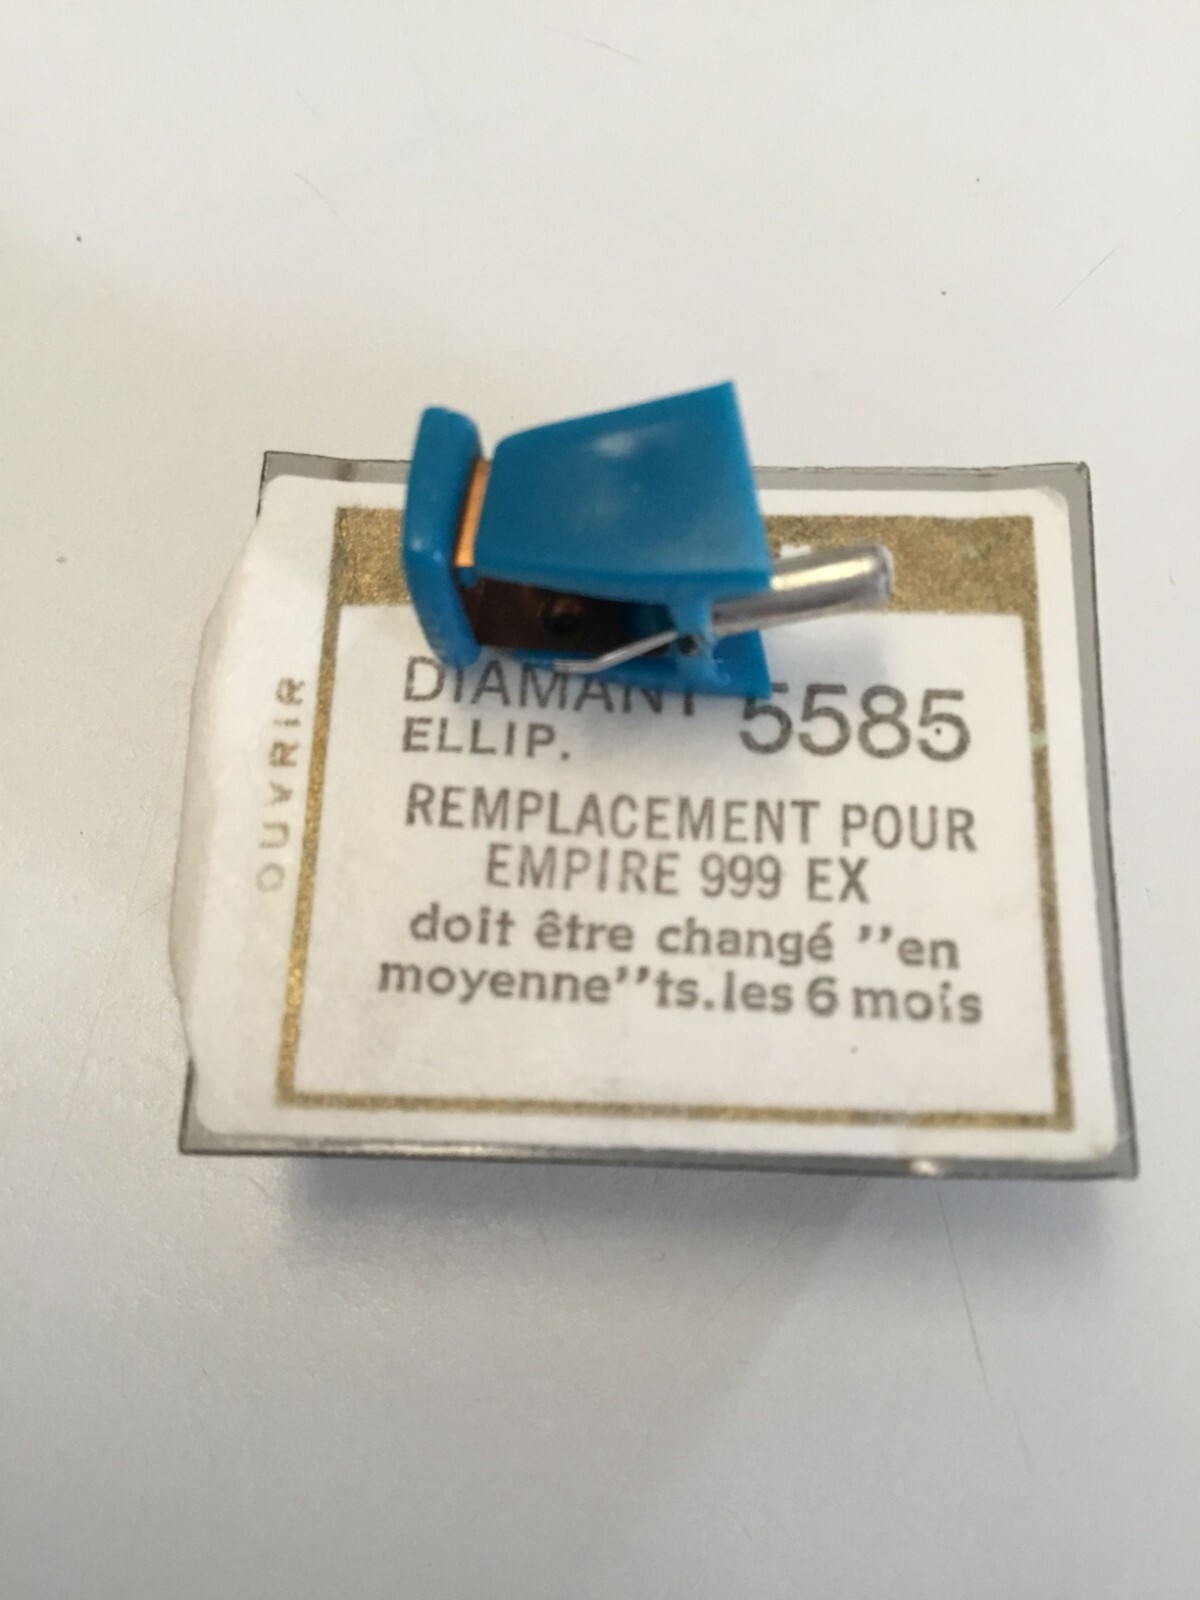 OUVRIR
DIAMANT 5585
ELLIP.
REMPLACEMENT POUR
EMPIRE 999 EX
doit être changé ’’en
moyenne’’ts.les 6 mois